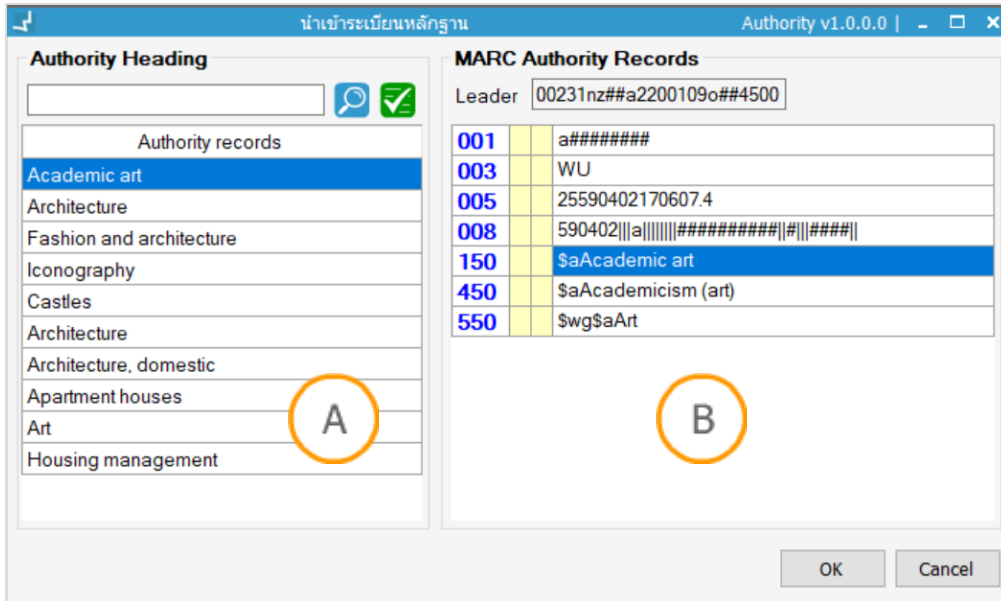 นำเข้าระเบียนหลักฐาน Authority v1.0.0.0 |
Authority Heading
Authority records
Academic art
Architecture
Fashion and architecture
Iconography
Castles
Architecture
Architecture, domestic
Apartment houses
Art
Housing management
A
MARC Authority Records
Leader 00231nz##a2200109o##4500
001 a########
003 WU
005 25590402170607.4
008 590402|||a||||||||##########||#|||####||
150 $aAcademic art
450 $aAcademicism (art)
550 $wg$aArt
B
OK Cancel